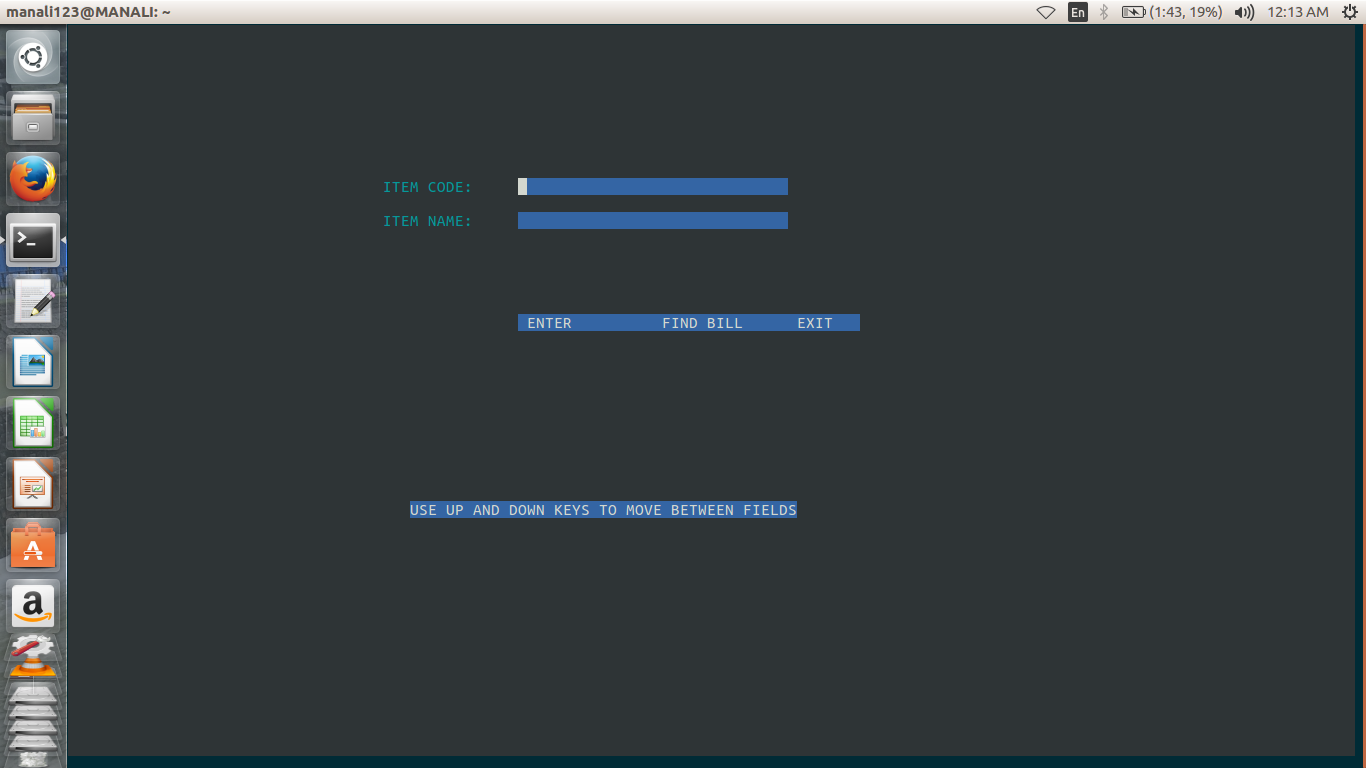 manali123@MANALI: ~
En (1:43, 19%) 12:13 AM
ITEM CODE:
ITEM NAME:
ENTER FIND BILL EXIT
USE UP AND DOWN KEYS TO MOVE BETWEEN FIELDS
>_
A
a